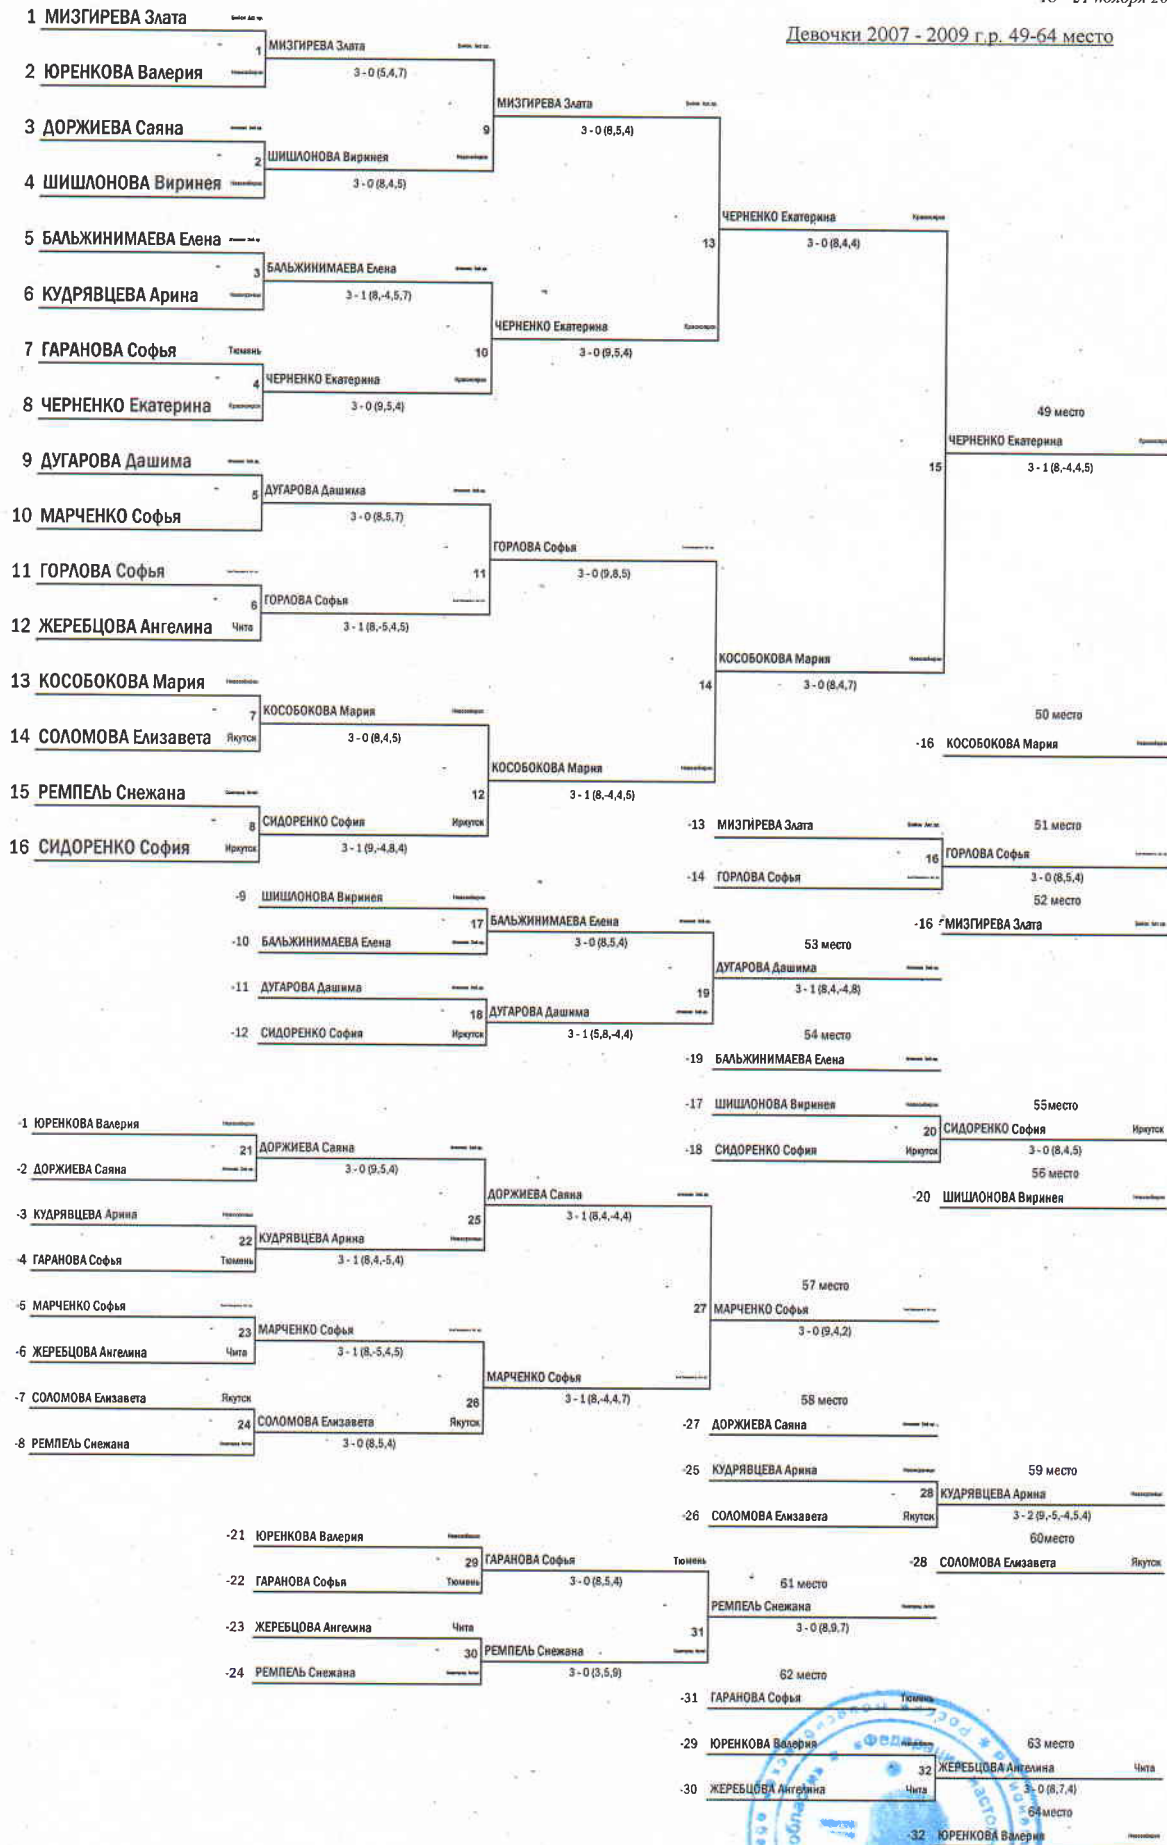 Девочки 2007 - 2009 г.р. 49-64 место
1 МИЗГИРЕВА Злата
1 МИЗГИРЕВА Злата
2 ЮРЕНКОВА Валерия
3 - 0 (5,4,7)
МИЗГИРЕВА Злата
9 3 - 0 (8,5,4)
3 ДОРЖИЕВА Саяна
2 ШИШЛОНОВА Виринея
4 ШИШЛОНОВА Виринея
3 - 0 (8,4,5)
ЧЕРНЕНКО Екатерина
13 3 - 0 (8,4,4)
5 БАЛЬЖИНИМАЕВА Елена
3 БАЛЬЖИНИМАЕВА Елена
6 КУДРЯВЦЕВА Арина
3 - 1 (8,-4,5,7)
ЧЕРНЕНКО Екатерина
10 3 - 0 (9,5,4)
7 ГАРАНОВА Софья Тюмень
4 ЧЕРНЕНКО Екатерина
8 ЧЕРНЕНКО Екатерина
3 - 0 (9,5,4)
49 место
ЧЕРНЕНКО Екатерина
15 3 - 1 (8,-4,4,5)
9 ДУГАРОВА Дашима
5 ДУГАРОВА Дашима
10 МАРЧЕНКО Софья
3 - 0 (8,5,7)
ГОРЛОВА Софья
11 3 - 0 (9,8,5)
11 ГОРЛОВА Софья
6 ГОРЛОВА Софья
12 ЖЕРЕБЦОВА Ангелина Чита
3 - 1 (8,-5,4,5)
КОСОБОКОВА Мария
14 3 - 0 (8,4,7)
13 КОСОБОКОВА Мария
7 КОСОБОКОВА Мария
14 СОЛОМОВА Елизавета Якутск
3 - 0 (8,4,5)
50 место
-16 КОСОБОКОВА Мария
КОСОБОКОВА Мария
12 3 - 1 (8,-4,4,5)
15 РЕМПЕЛЬ Снежана
8 СИДОРЕНКО София Иркутск
16 СИДОРЕНКО София Иркутск
3 - 1 (9,-4,8,4)
-13 МИЗГИРЕВА Злата
51 место
16 ГОРЛОВА Софья
-14 ГОРЛОВА Софья
3 - 0 (8,5,4)
52 место
-16 МИЗГИРЕВА Злата
-9 ШИШЛОНОВА Виринея
17 БАЛЬЖИНИМАЕВА Елена
-10 БАЛЬЖИНИМАЕВА Елена
3 - 0 (8,5,4)
53 место
ДУГАРОВА Дашима
19 3 - 1 (8,4,-4,8)
-11 ДУГАРОВА Дашима
18 ДУГАРОВА Дашима
-12 СИДОРЕНКО София Иркутск
3 - 1 (5,8,-4,4)
54 место
-19 БАЛЬЖИНИМАЕВА Елена
-17 ШИШЛОНОВА Виринея
55место
20 СИДОРЕНКО София Иркутск
-18 СИДОРЕНКО София Иркутск
3 - 0 (8,4,5)
56 место
-20 ШИШЛОНОВА Виринея
-1 ЮРЕНКОВА Валерия
21 ДОРЖИЕВА Саяна
-2 ДОРЖИЕВА Саяна
3 - 0 (9,5,4)
ДОРЖИЕВА Саяна
25 3 - 1 (8,4,-4,4)
-3 КУДРЯВЦЕВА Арина
22 КУДРЯВЦЕВА Арина
-4 ГАРАНОВА Софья Тюмень
3 - 1 (8,4,-5,4)
57 место
27 МАРЧЕНКО Софья
3 - 0 (9,4,2)
-5 МАРЧЕНКО Софья
23 МАРЧЕНКО Софья
-6 ЖЕРЕБЦОВА Ангелина Чита
3 - 1 (8,-5,4,5)
МАРЧЕНКО Софья
26 3 - 1 (8,-4,4,7)
-7 СОЛОМОВА Елизавета Якутск
24 СОЛОМОВА Елизавета Якутск
-8 РЕМПЕЛЬ Снежана
3 - 0 (8,5,4)
58 место
-27 ДОРЖИЕВА Саяна
-25 КУДРЯВЦЕВА Арина
59 место
28 КУДРЯВЦЕВА Арина
-26 СОЛОМОВА Елизавета Якутск
3 - 2 (9,-5,-4,5,4)
60место
-28 СОЛОМОВА Елизавета Якутск
-21 ЮРЕНКОВА Валерия
29 ГАРАНОВА Софья Тюмень
-22 ГАРАНОВА Софья Тюмень
3 - 0 (8,5,4)
61 место
РЕМПЕЛЬ Снежана
31 3 - 0 (8,9,7)
-23 ЖЕРЕБЦОВА Ангелина Чита
30 РЕМПЕЛЬ Снежана
-24 РЕМПЕЛЬ Снежана
3 - 0 (3,5,9)
62 место
-31 ГАРАНОВА Софья Тюмень
-29 ЮРЕНКОВА Валерия
63 место
32 ЖЕРЕБЦОВА Ангелина Чита
-30 ЖЕРЕБЦОВА Ангелина Чита
3 - 0 (8,7,4)
64место
-32 ЮРЕНКОВА Валерия